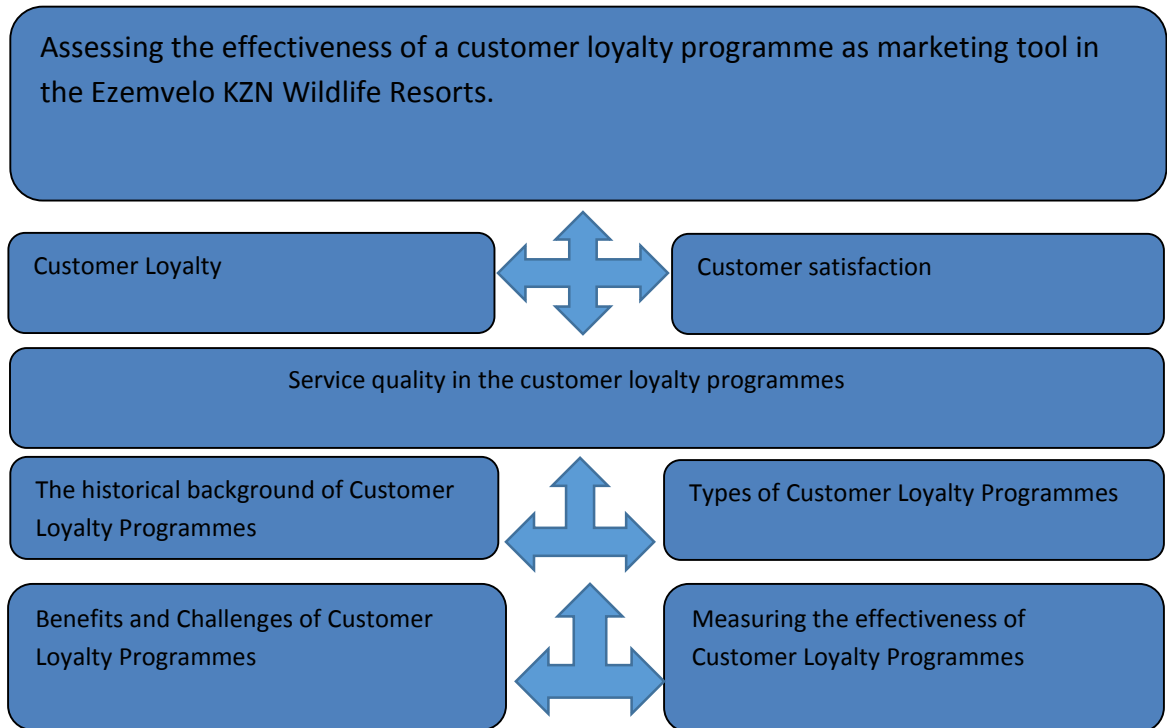 Assessing the effectiveness of a customer loyalty programme as marketing tool in
the Ezemvelo KZN Wildlife Resorts.
Customer Loyalty
Customer satisfaction
Service quality in the customer loyalty programmes
The historical background of Customer
Loyalty Programmes
Types of Customer Loyalty Programmes
Benefits and Challenges of Customer
Loyalty Programmes
Measuring the effectiveness of
Customer Loyalty Programmes